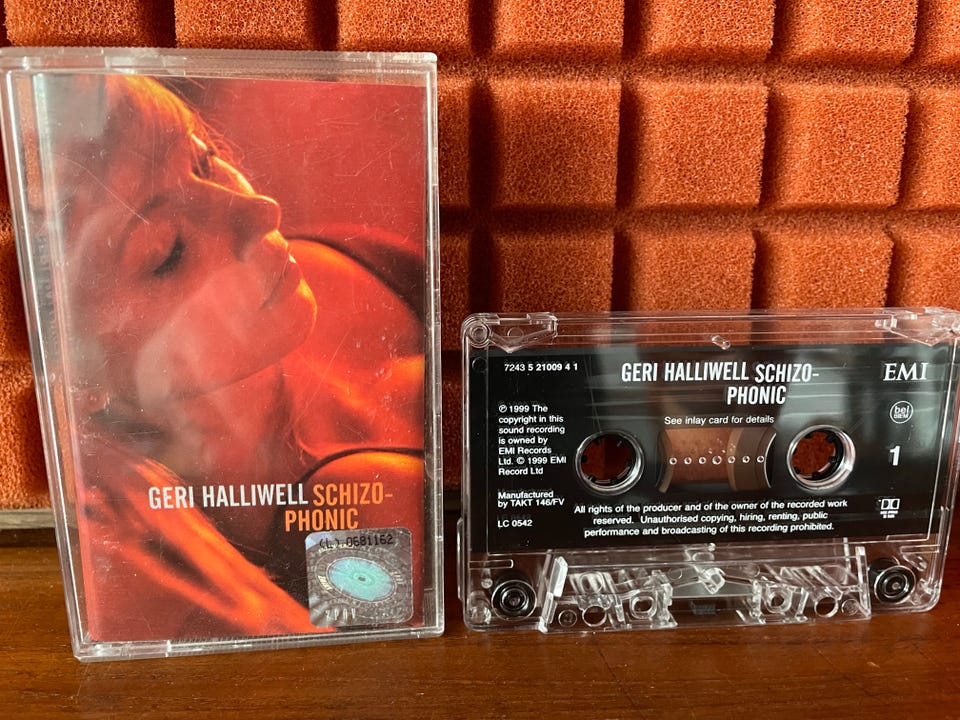 GERI HALLIWELL SCHIZO-
PHONIC
(L).0681162
7243 5 21009 4 1
GERI HALLIWELL SCHIZO-
PHONIC
EMI
See inlay card for details
℗ 1999 The
copyright in this
sound recording
is owned by
EMI Records
Ltd. © 1999 EMI
Record Ltd
bel
BIEM
1
Manufactured
by TAKT 146/FV
LC 0542
All rights of the producer and of the owner of the recorded work
reserved. Unauthorised copying, hiring, renting, public
performance and broadcasting of this recording prohibited.